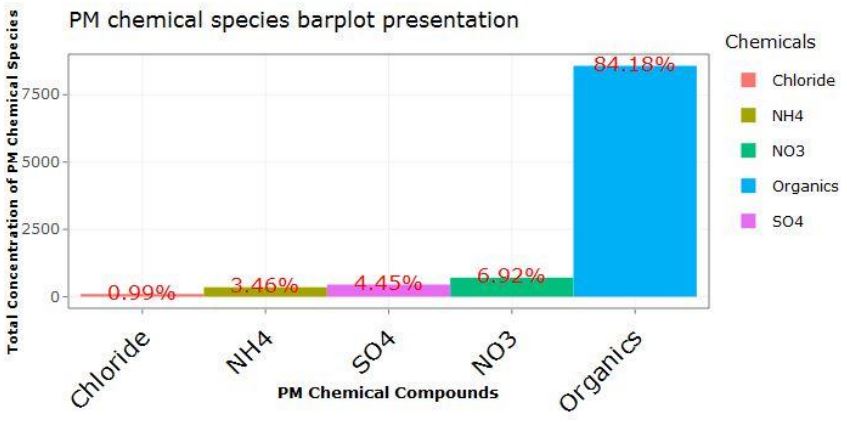 PM chemical species barplot presentation
Total Concentration of PM Chemical Species
7500
5000
2500
0
0.99%
3.46%
4.45%
6.92%
84.18%
Chloride
NH4
SO4
NO3
Organics
PM Chemical Compounds
Chemicals
Chloride
NH4
NO3
Organics
SO4